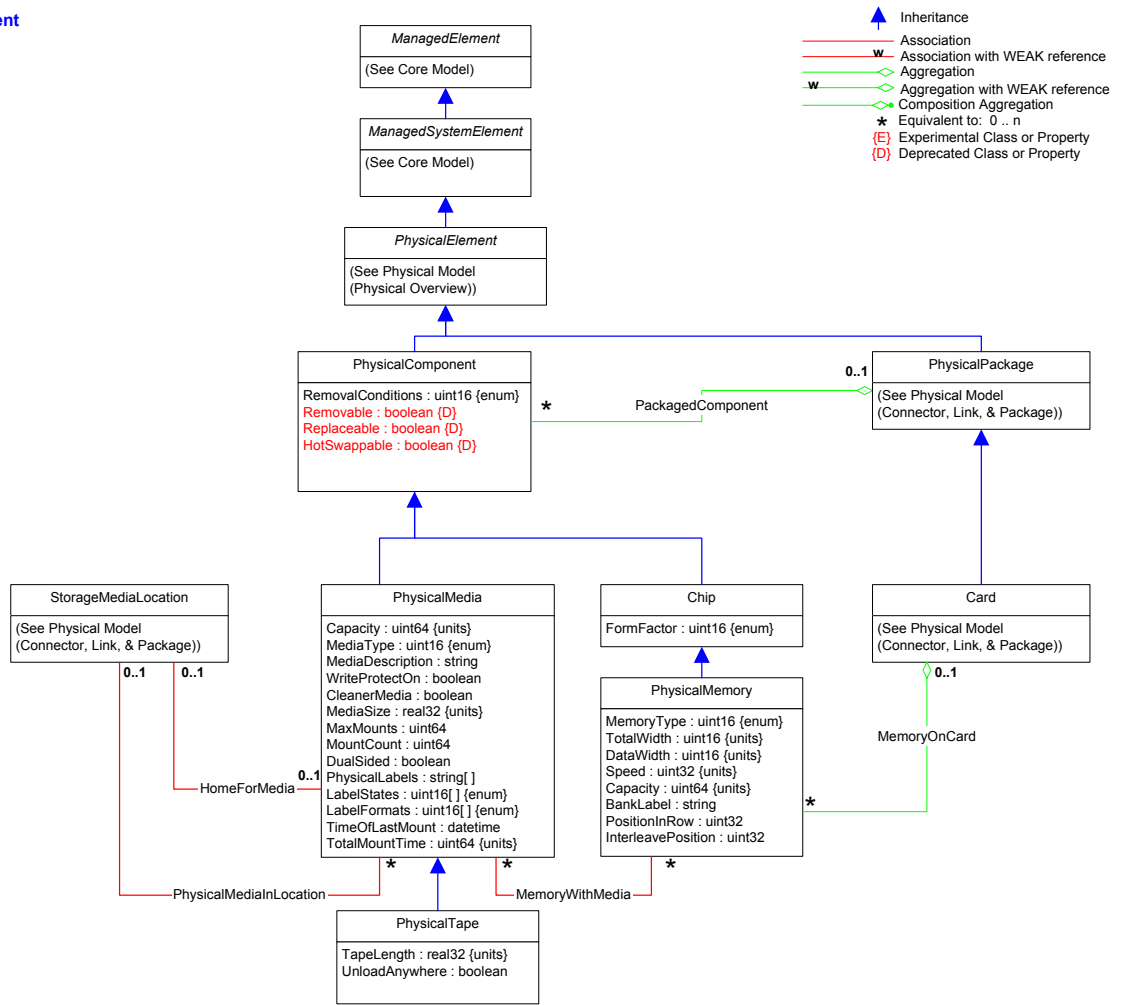 ent
Inheritance
Association
w
Association with WEAK reference
Aggregation
w
Aggregation with WEAK reference
Composition Aggregation
* Equivalent to: 0 .. n
{E} Experimental Class or Property
{D} Deprecated Class or Property
ManagedElement
(See Core Model)
ManagedSystemElement
(See Core Model)
PhysicalElement
(See Physical Model
(Physical Overview))
PhysicalComponent
RemovalConditions : uint16 {enum}
Removable : boolean {D}
Replaceable : boolean {D}
HotSwappable : boolean {D}
*
PackagedComponent
0..1
PhysicalPackage
(See Physical Model
(Connector, Link, & Package))
StorageMediaLocation
(See Physical Model
(Connector, Link, & Package))
0..1
0..1
HomeForMedia
0..1
PhysicalMediaInLocation
PhysicalMedia
Capacity : uint64 {units}
MediaType : uint16 {enum}
MediaDescription : string
WriteProtectOn : boolean
CleanerMedia : boolean
MediaSize : real32 {units}
MaxMounts : uint64
MountCount : uint64
DualSided : boolean
PhysicalLabels : string[ ]
LabelStates : uint16[ ] {enum}
LabelFormats : uint16[ ] {enum}
TimeOfLastMount : datetime
TotalMountTime : uint64 {units}
*
*
MemoryWithMedia
*
Chip
FormFactor : uint16 {enum}
PhysicalMemory
MemoryType : uint16 {enum}
TotalWidth : uint16 {units}
DataWidth : uint16 {units}
Speed : uint32 {units}
Capacity : uint64 {units}
BankLabel : string
PositionInRow : uint32
InterleavePosition : uint32
*
MemoryOnCard
0..1
Card
(See Physical Model
(Connector, Link, & Package))
PhysicalTape
TapeLength : real32 {units}
UnloadAnywhere : boolean